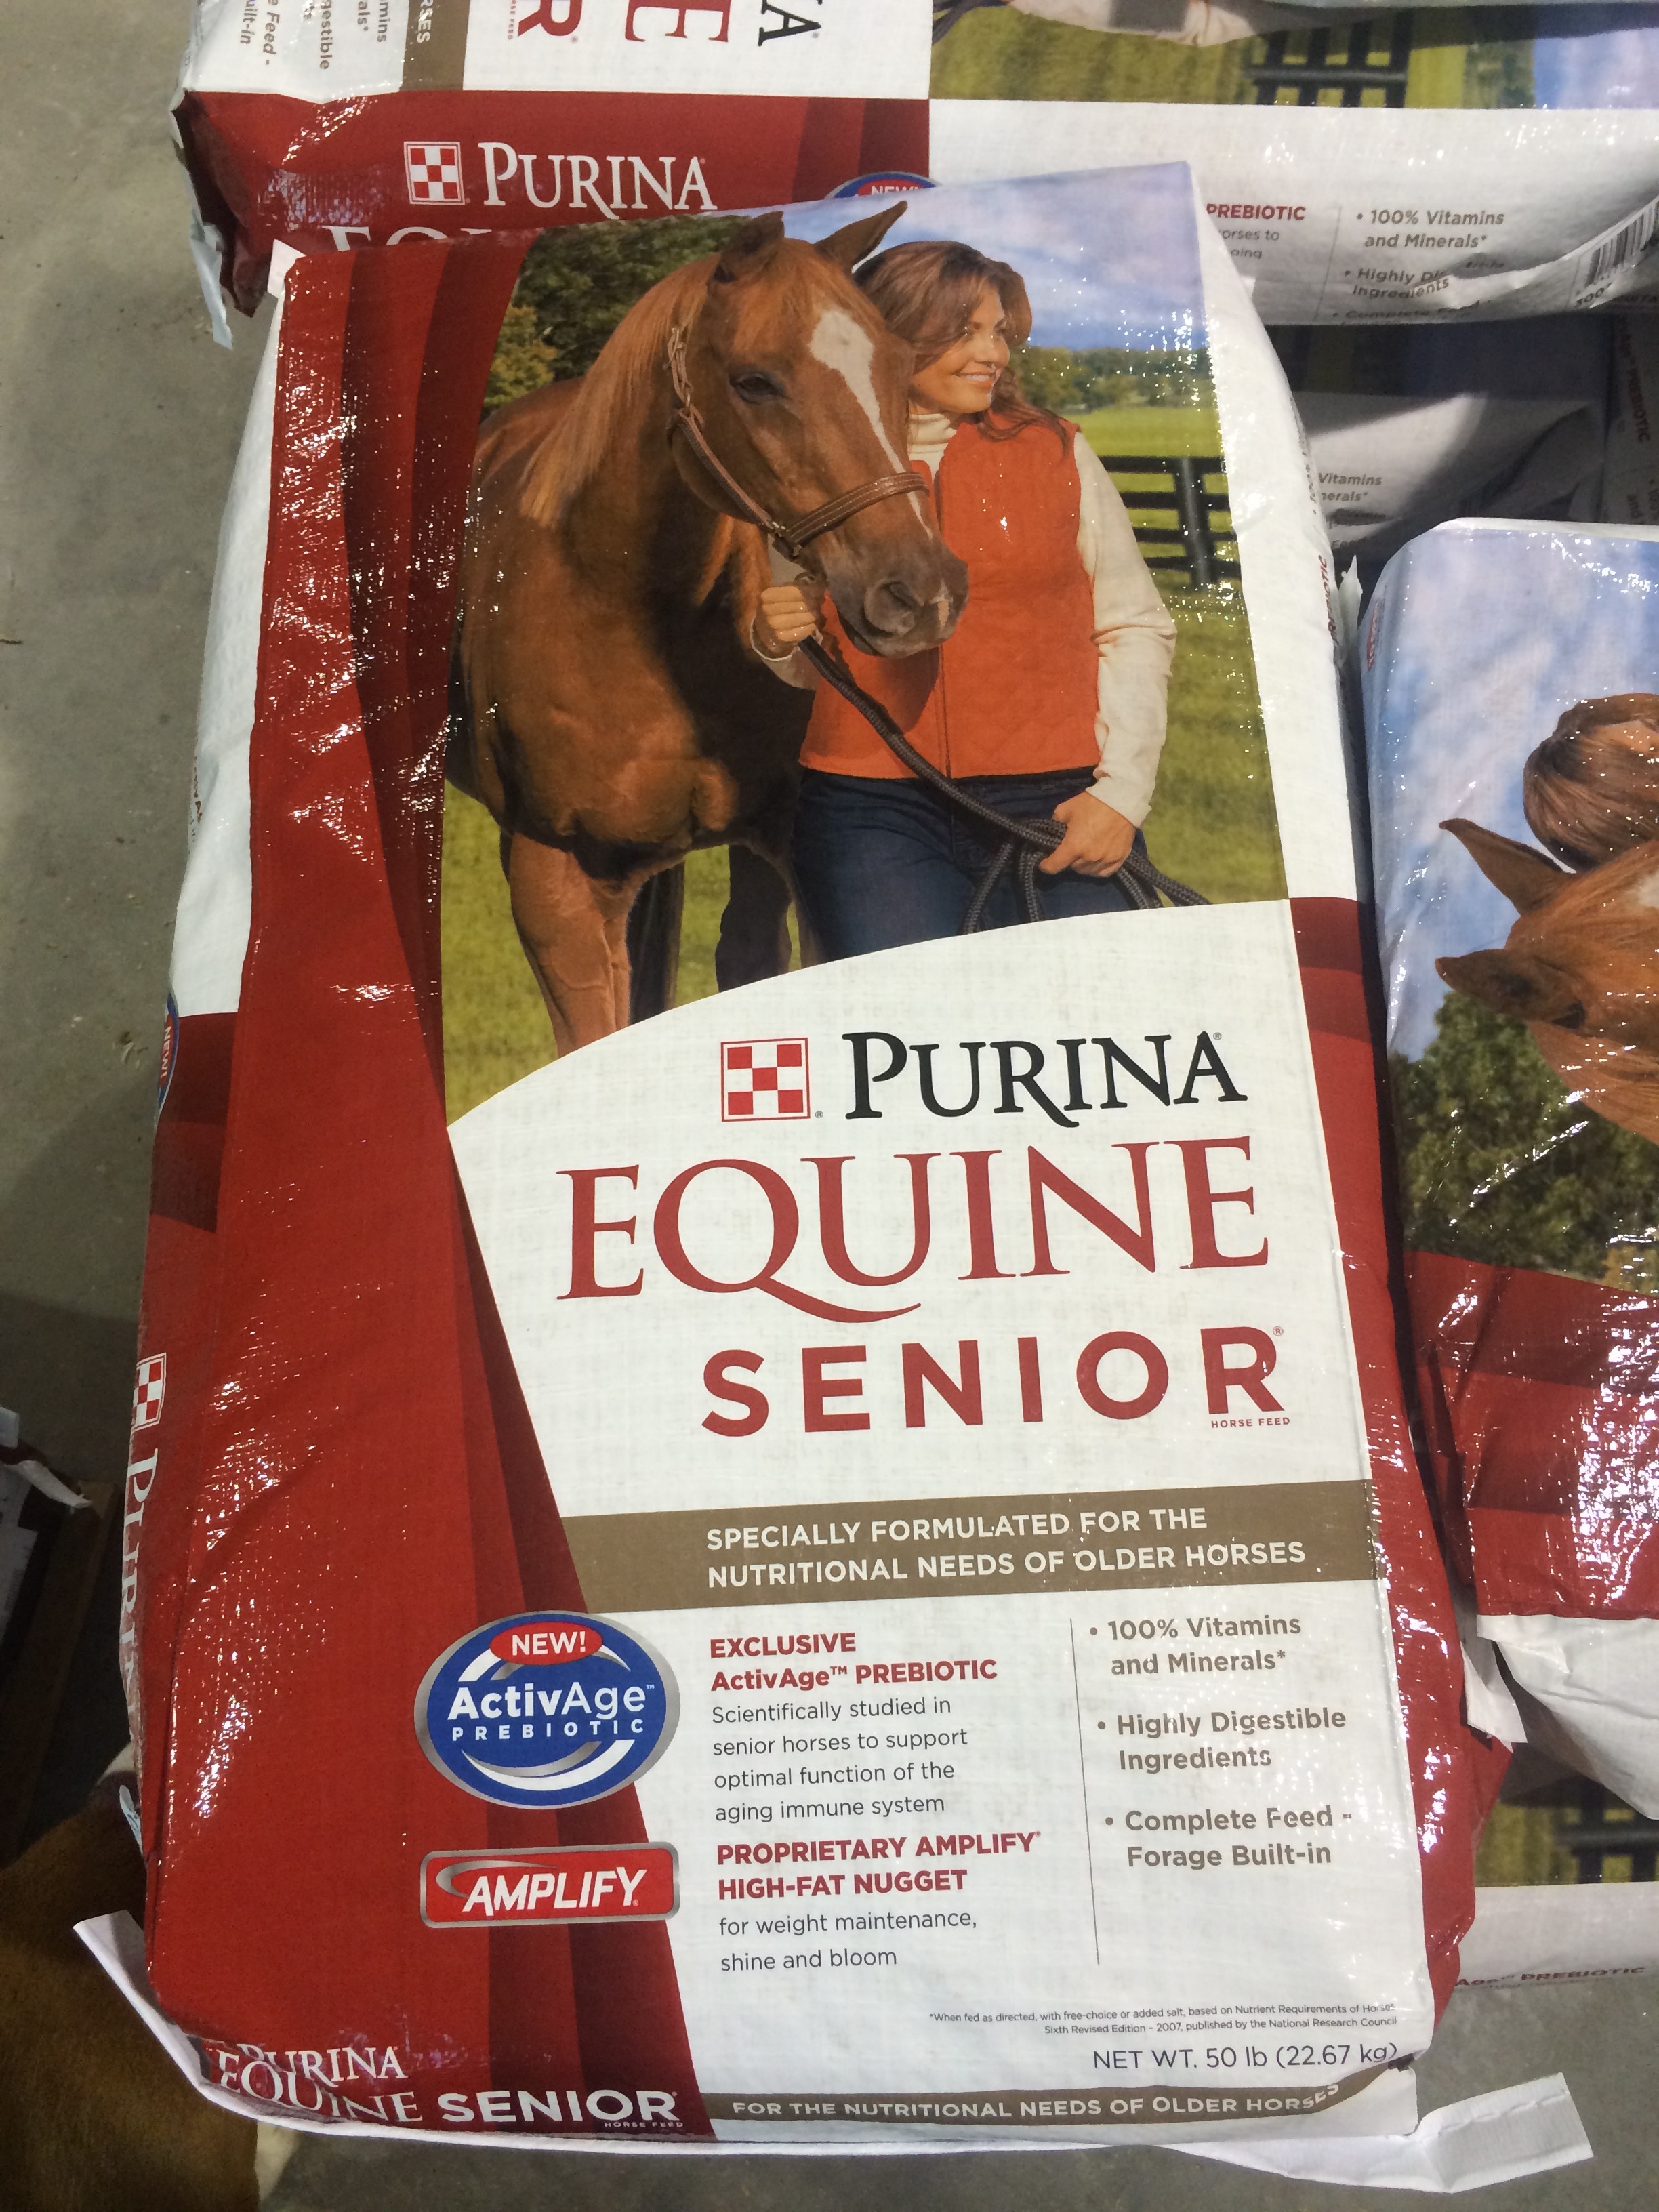 PURINA
NEW!
PREBIOTIC
• 100% Vitamins
and Minerals*
• Highly
Ingredients
PURINA®
EQUINE
SENIOR®
HORSE FEED
SPECIALLY FORMULATED FOR THE
NUTRITIONAL NEEDS OF OLDER HORSES
NEW!
ActivAge™
PREBIOTIC
EXCLUSIVE
ActivAge™ PREBIOTIC
Scientifically studied in
senior horses to support
optimal function of the
aging immune system
AMPLIFY®
PROPRIETARY AMPLIFY®
HIGH-FAT NUGGET
for weight maintenance,
shine and bloom
• 100% Vitamins
and Minerals*
• Highly Digestible
Ingredients
• Complete Feed -
Forage Built-in
*When fed as directed, with free-choice or added salt, based on Nutrient Requirements of Horses
Sixth Revised Edition - 2007, published by the National Research Council
NET WT. 50 lb (22.67 kg)
PURINA
EQUINE SENIOR®
HORSE FEED
FOR THE NUTRITIONAL NEEDS OF OLDER HORSES